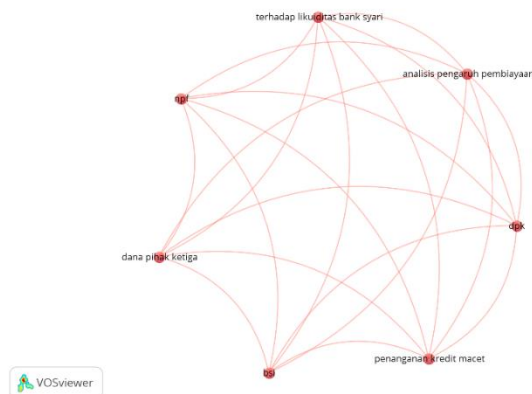 terhadap likuiditas bank syari
analisis pengaruh pembiayaan
npf
dpk
dana pihak ketiga
penanganan kredit macet
bsi
VOSviewer